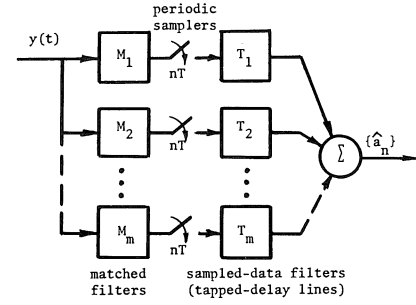 periodic
samplers
y(t)
M1
nT
T1
M2
nT
T2
Σ
{â_n}
Mm
nT
Tm
matched
filters
sampled-data filters
(tapped-delay lines)